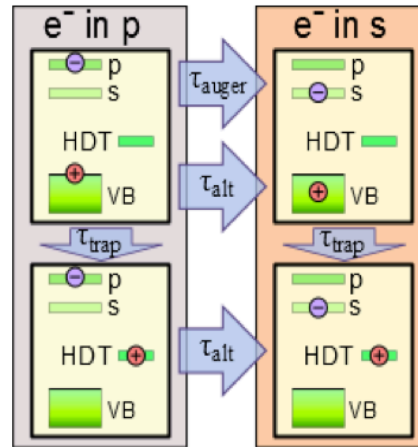 e⁻ in p e⁻ in s
p τauger p
s s
HDT HDT
VB τalt VB
τtrap τtrap
p p
s s
HDT τalt HDT
VB VB